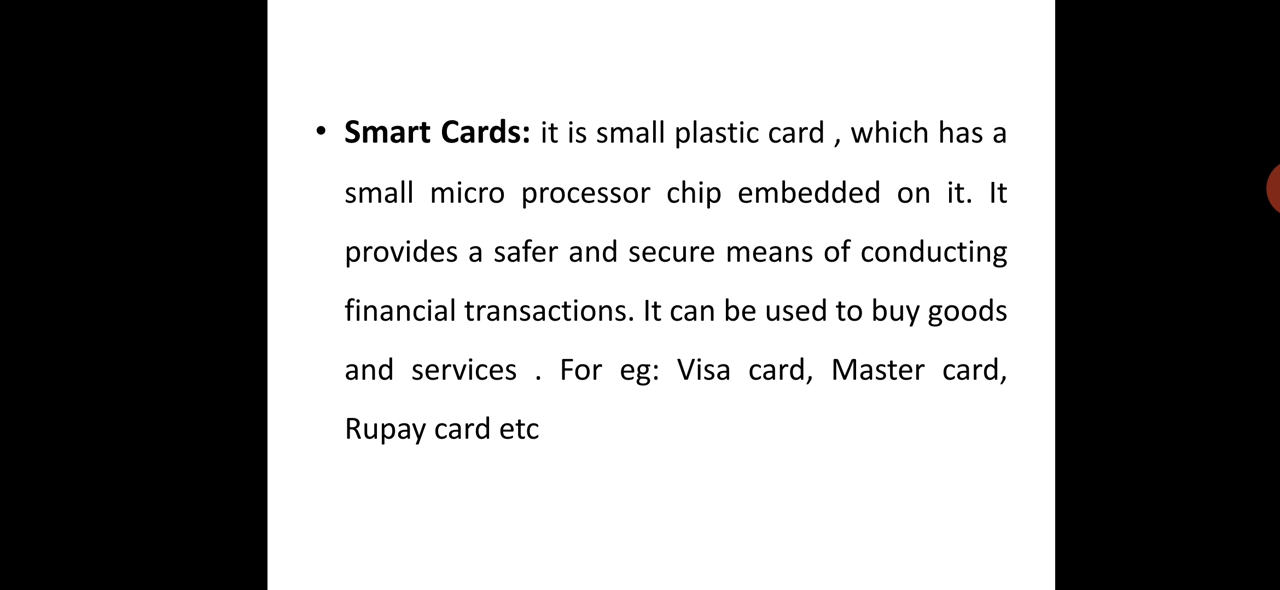 • Smart Cards: it is small plastic card , which has a
small micro processor chip embedded on it. It
provides a safer and secure means of conducting
financial transactions. It can be used to buy goods
and services . For eg: Visa card, Master card,
Rupay card etc